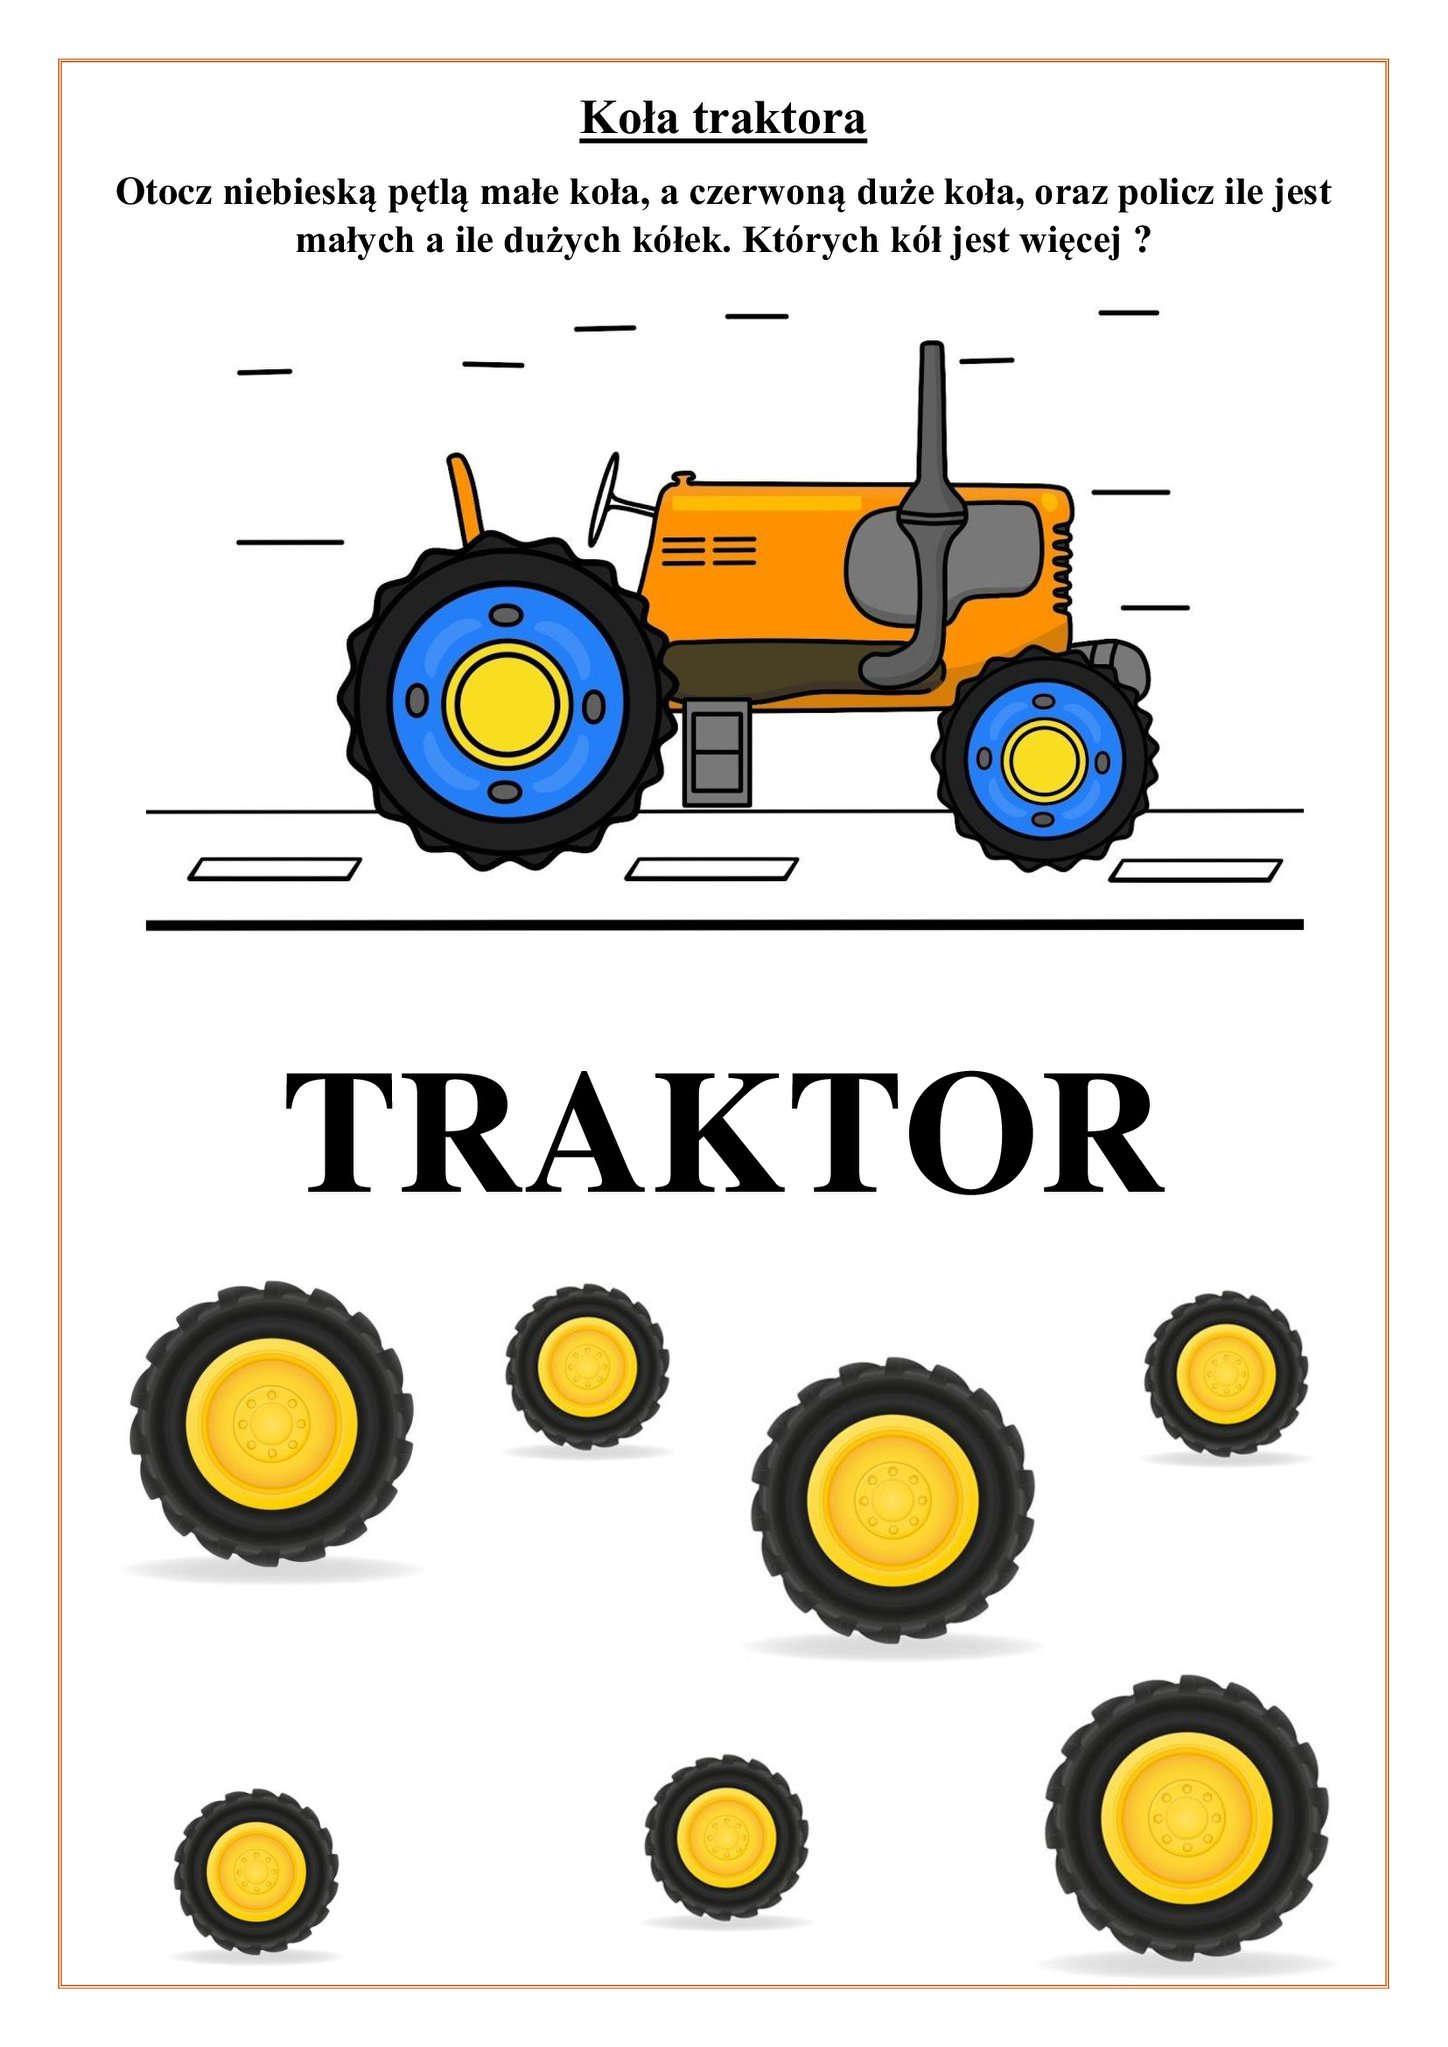 Koła traktora
Otocz niebieską pętlą małe koła, a czerwoną duże koła, oraz policz ile jest
małych a ile dużych kółek. Których kół jest więcej ?
TRAKTOR